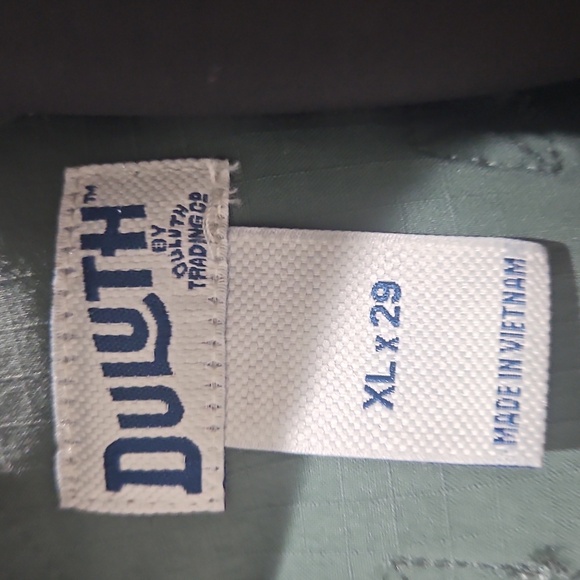 DULUTH™
BY
DULUTH
TRADING CO
XL x 29
MADE IN VIETNAM